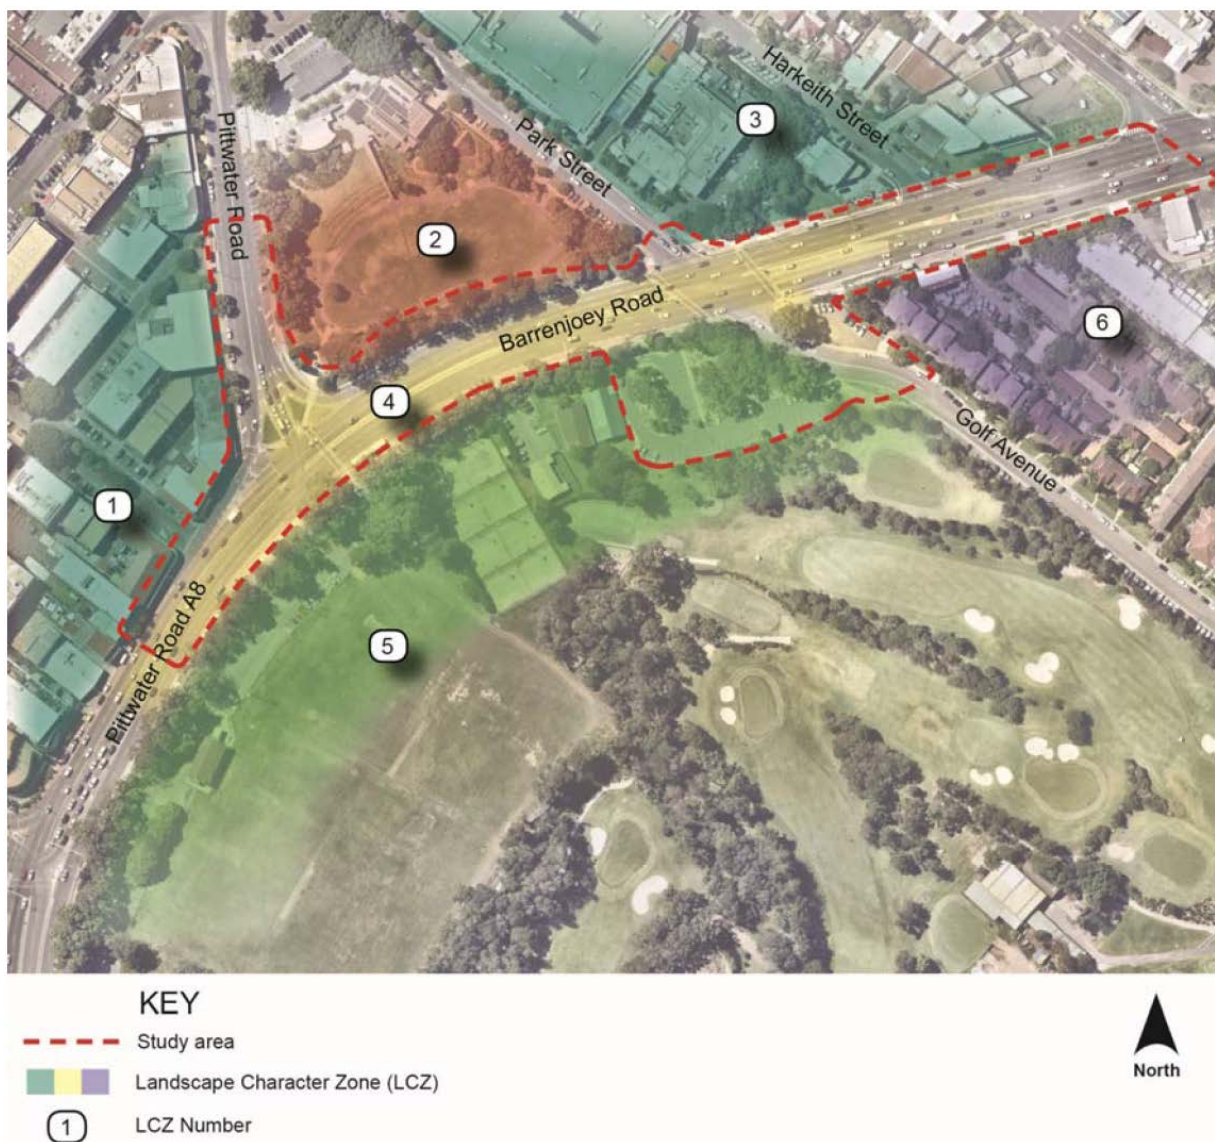 Harkeith Street
3
Park Street
Pittwater Road
2
Barrenjoey Road
6
4
Golf Avenue
1
Pittwater Road A8
5
KEY
Study area
Landscape Character Zone (LCZ)
1
LCZ Number
North